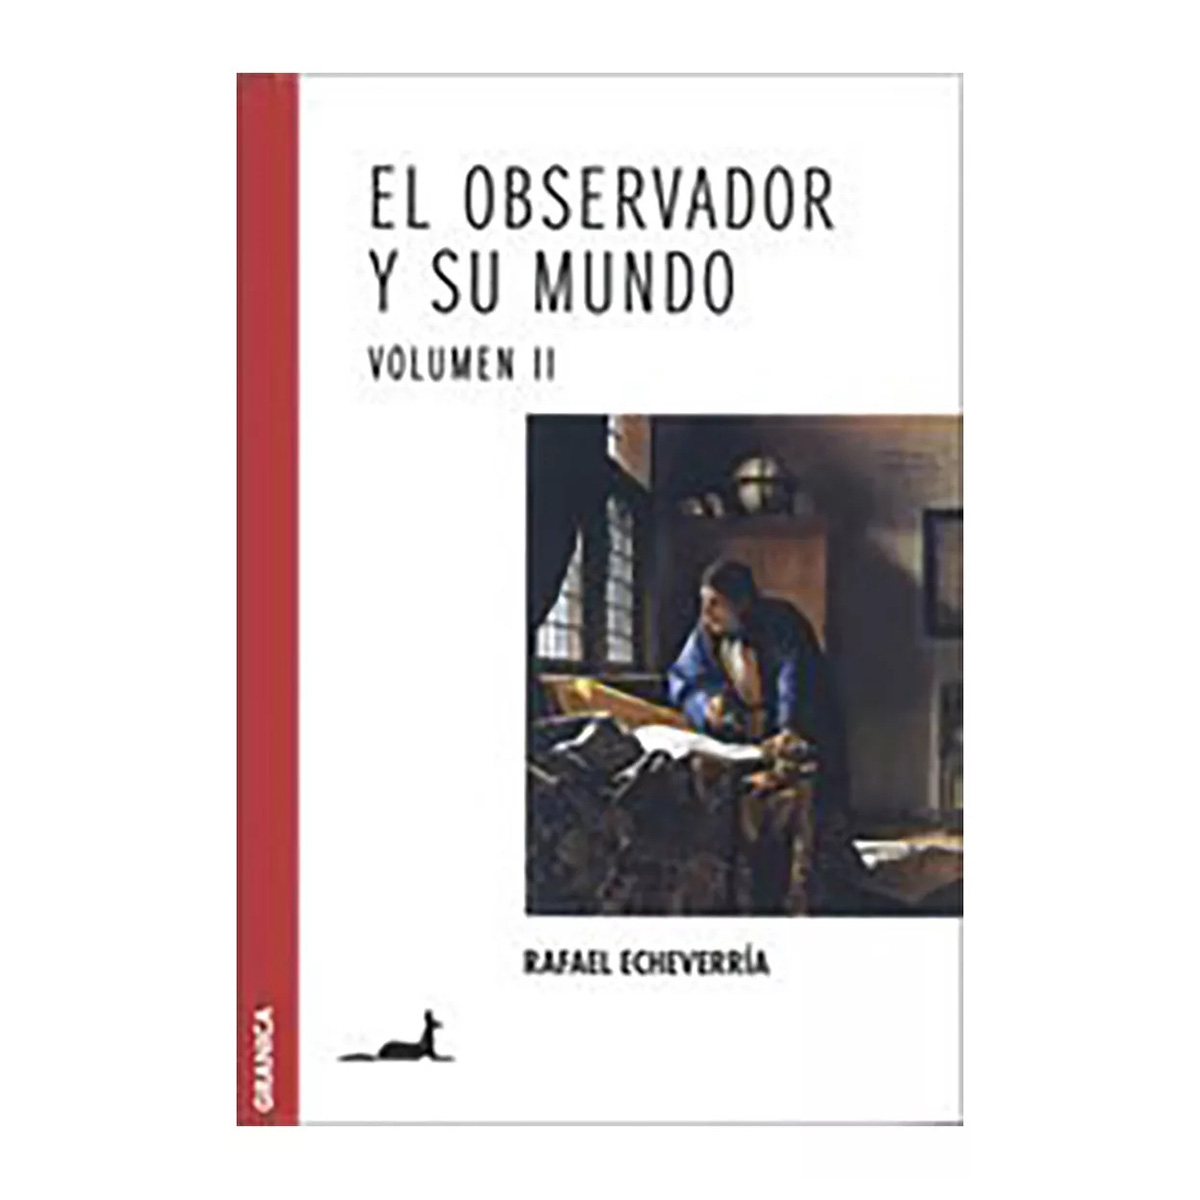 EL OBSERVADOR
Y SU MUNDO
VOLUMEN II
RAFAEL ECHEVERRÍA
GRANICA